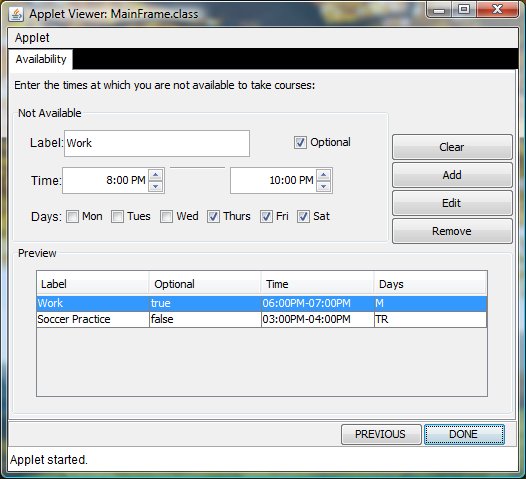 Applet Viewer: MainFrame.class
Applet
Availability
Enter the times at which you are not available to take courses:
Not Available
Label: Work Optional
Clear
Time: 8:00 PM 10:00 PM
Add
Edit
Days: Mon Tues Wed Thurs Fri Sat
Remove
Preview
Label Optional Time Days
Work true 06:00PM-07:00PM M
Soccer Practice false 03:00PM-04:00PM TR
PREVIOUS DONE
Applet started.